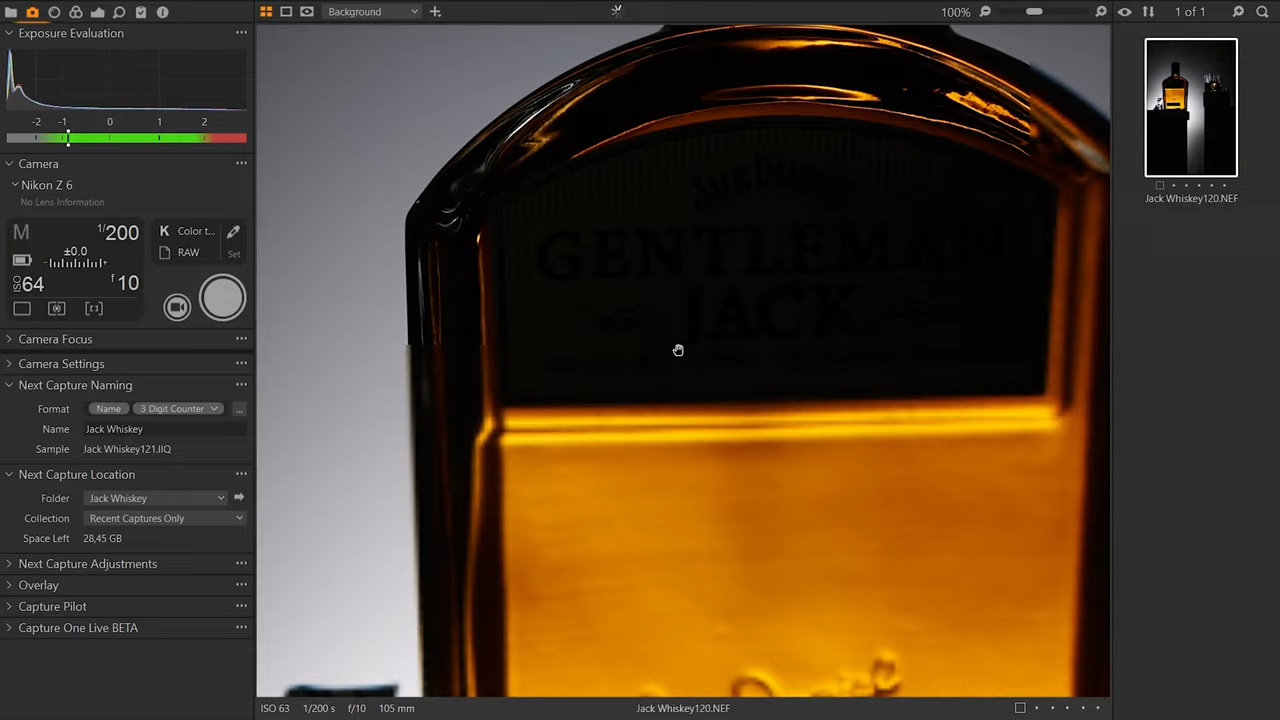 Background
100%
1 of 1
Exposure Evaluation
-2 -1 0 1 2
Camera
Nikon Z 6
No Lens Information
M 1/200
±0.0
ISO 64 f 10
K Color t...
RAW Set
Camera Focus
Camera Settings
Next Capture Naming
Format Name 3 Digit Counter ...
Name Jack Whiskey
Sample Jack Whiskey121.IIQ
Next Capture Location
Folder Jack Whiskey
Collection Recent Captures Only
Space Left 28,45 GB
Next Capture Adjustments
Overlay
Capture Pilot
Capture One Live BETA
GENTLEMAN
JACK
ISO 63 1/200 s f/10 105 mm
Jack Whiskey120.NEF
Jack Whiskey120.NEF